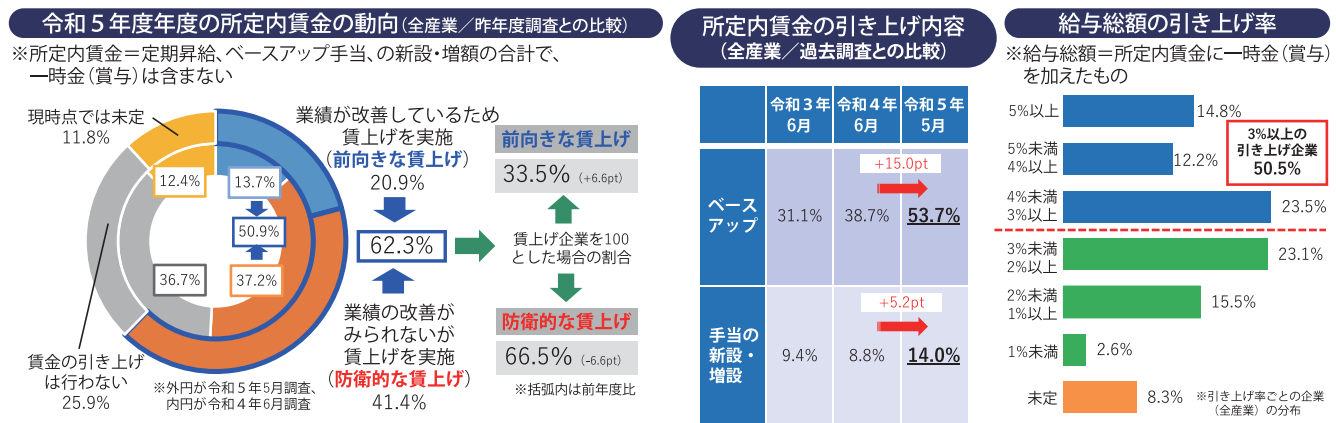 令和５年度年度の所定内賃金の動向(全産業／昨年度調査との比較)
※所定内賃金＝定期昇給、ベースアップ手当、の新設・増額の合計で、
一時金(賞与)は含まない
現時点では未定
11.8%
業績が改善しているため
賃上げを実施
(前向きな賃上げ)
20.9%
12.4%
13.7%
50.9%
36.7%
37.2%
62.3%
前向きな賃上げ
33.5% (+6.6pt)
賃上げ企業を100
とした場合の割合
防衛的な賃上げ
66.5% (-6.6pt)
※括弧内は前年度比
業績の改善が
みられないが
賃上げを実施
(防衛的な賃上げ)
41.4%
賃金の引き上げ
は行わない
25.9%
※外円が令和５年5月調査、
内円が令和４年6月調査
所定内賃金の引き上げ内容
(全産業／過去調査との比較)
令和３年 令和４年 令和５年
6月 6月 5月
+15.0pt
ベース
アップ
31.1% 38.7% 53.7%
+5.2pt
手当の
新設・
増設
9.4% 8.8% 14.0%
給与総額の引き上げ率
※給与総額＝所定内賃金に一時金(賞与)
を加えたもの
5%以上 14.8%
5%未満
4%以上 12.2%
3%以上の
引き上げ企業
50.5%
4%未満
3%以上 23.5%
3%未満
2%以上 23.1%
2%未満
1%以上 15.5%
1%未満 2.6%
未定 8.3%
※引き上げ率ごとの企業
(全産業)の分布